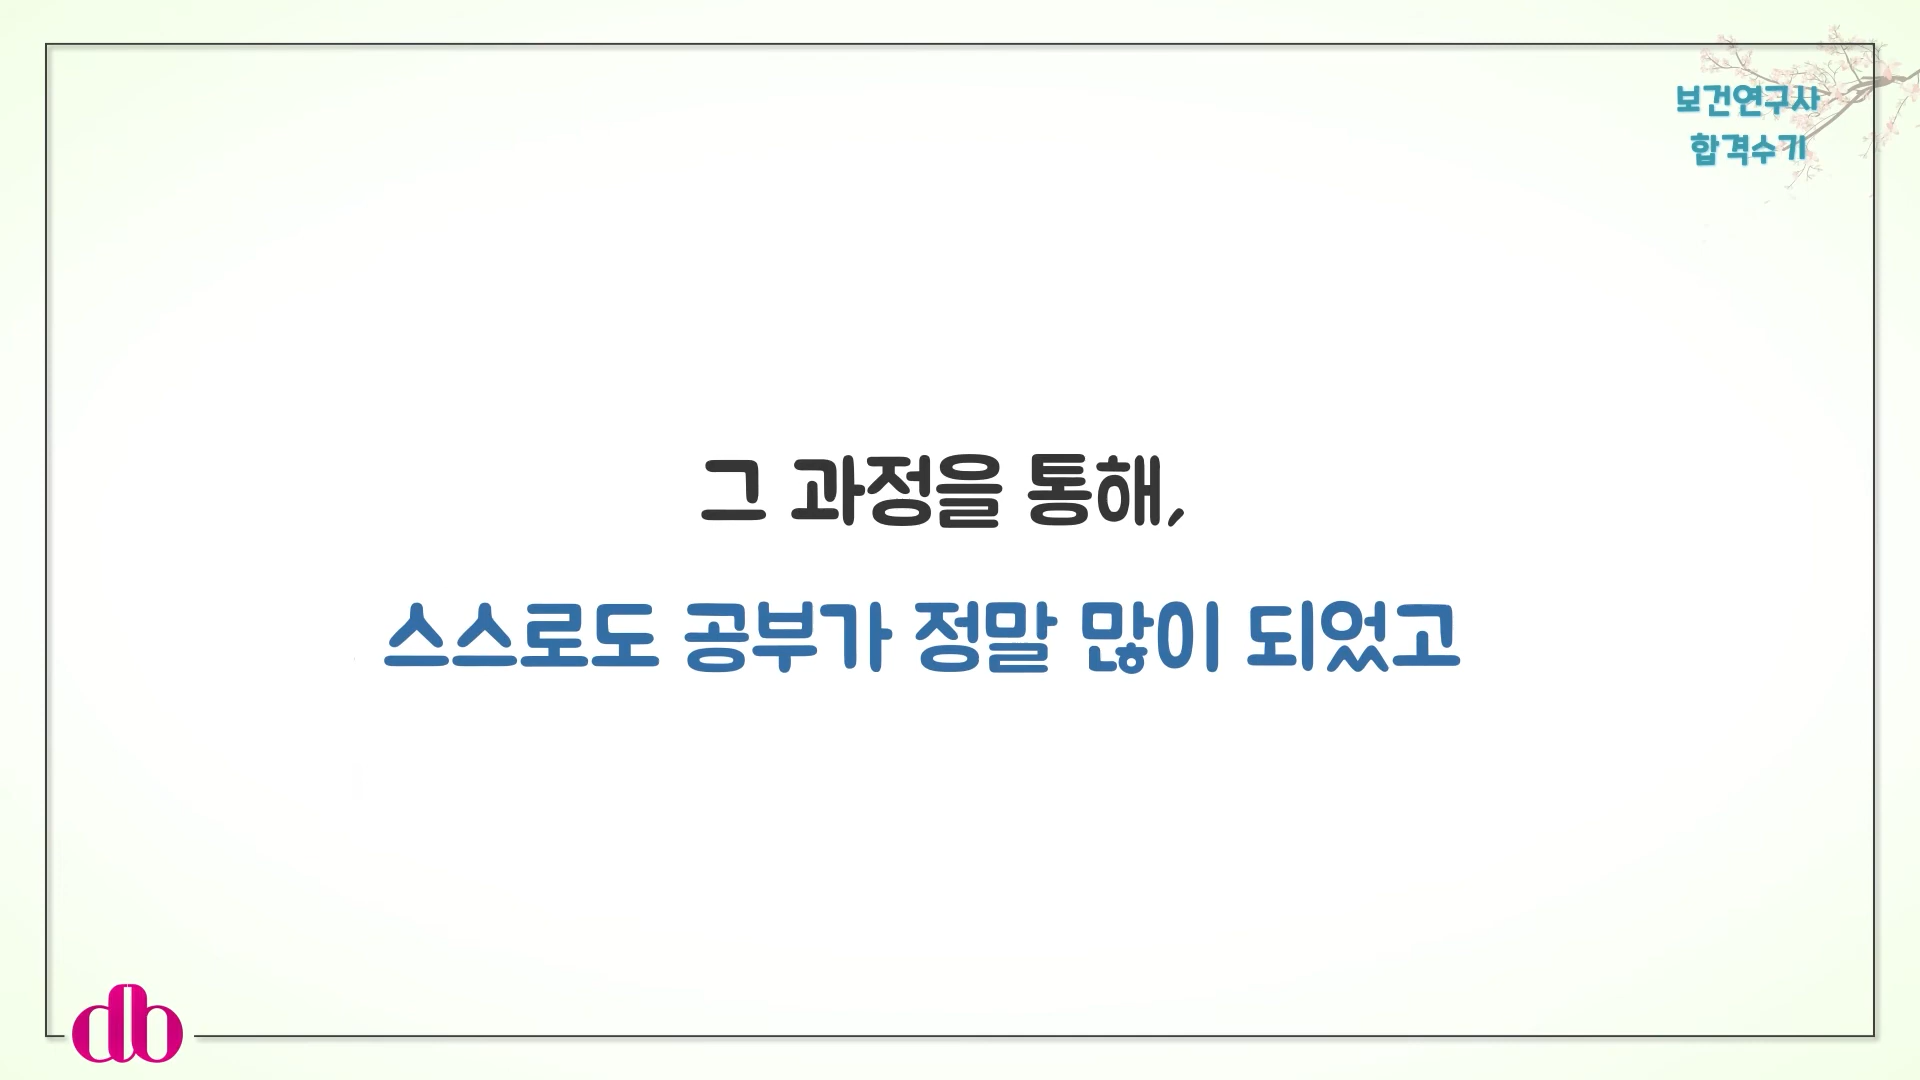 보건연구사
합격수기
그 과정을 통해,
스스로도 공부가 정말 많이 되었고
db